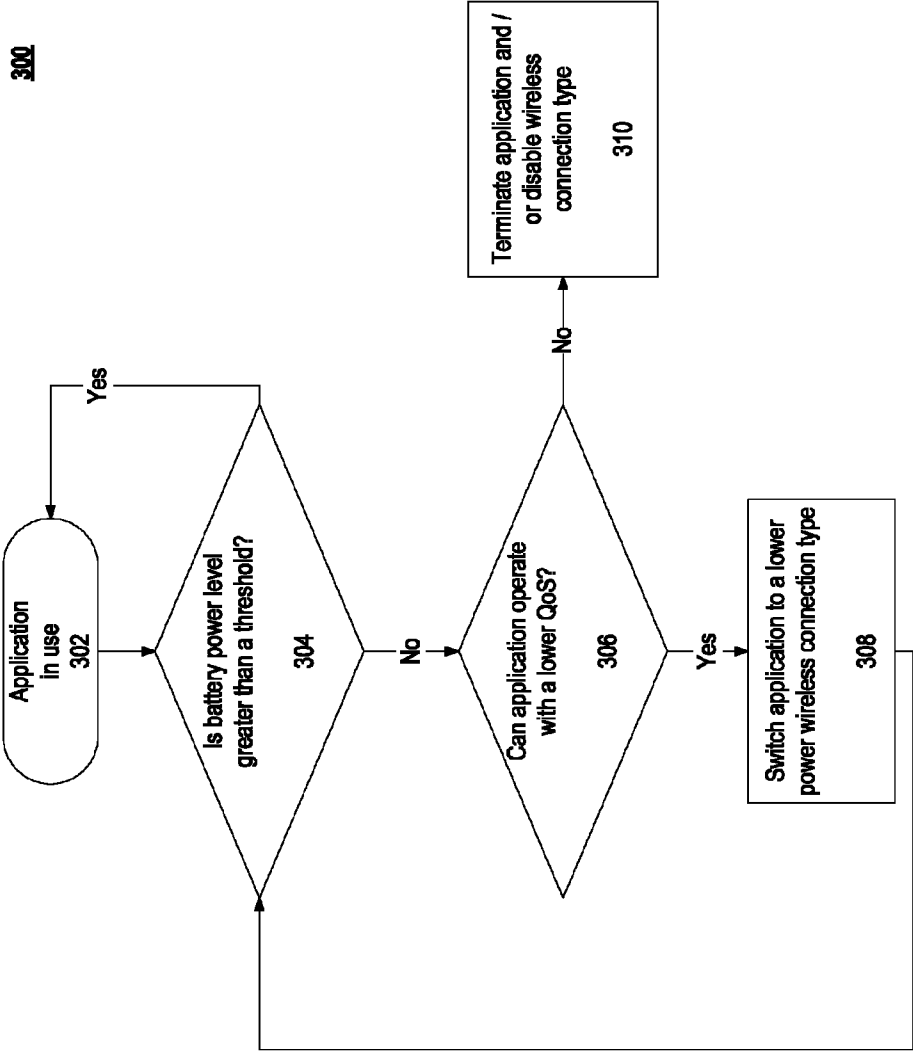 300
Application
in use
302
Yes
Is battery power level
greater than a threshold?
304
No
Can application operate
with a lower QoS?
306
No
Terminate application and /
or disable wireless
connection type
310
Yes
Switch application to a lower
power wireless connection type
308